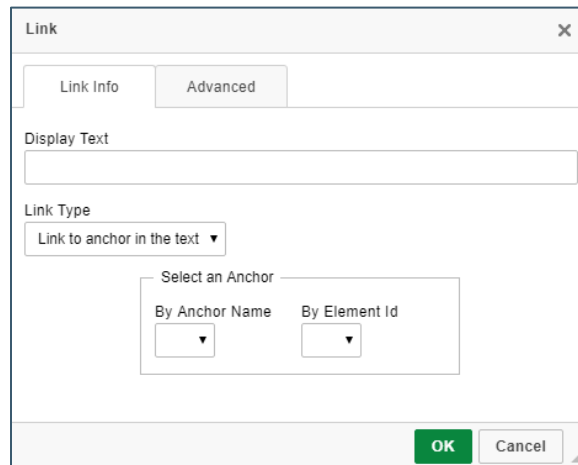 Link
Link Info Advanced
Display Text
Link Type
Link to anchor in the text
Select an Anchor
By Anchor Name By Element Id
OK Cancel